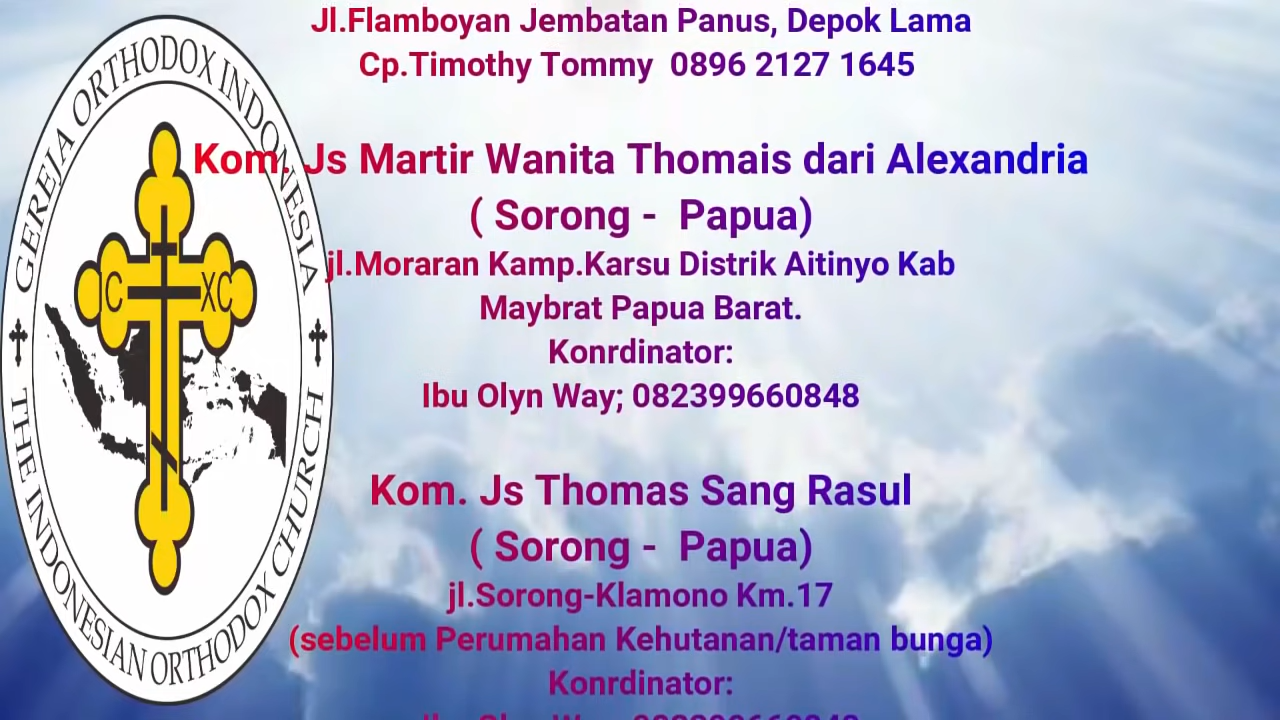 Jl.Flamboyan Jembatan Panus, Depok Lama
Cp.Timothy Tommy 0896 2127 1645
Kom. Js Martir Wanita Thomais dari Alexandria
( Sorong - Papua)
jl.Moraran Kamp.Karsu Distrik Aitinyo Kab
Maybrat Papua Barat.
Konrdinator:
Ibu Olyn Way; 082399660848
Kom. Js Thomas Sang Rasul
( Sorong - Papua)
jl.Sorong-Klamono Km.17
(sebelum Perumahan Kehutanan/taman bunga)
Konrdinator:
GEREJA ORTHODOX INDONESIA
THE INDONESIAN ORTHODOX CHURCH
IC XC